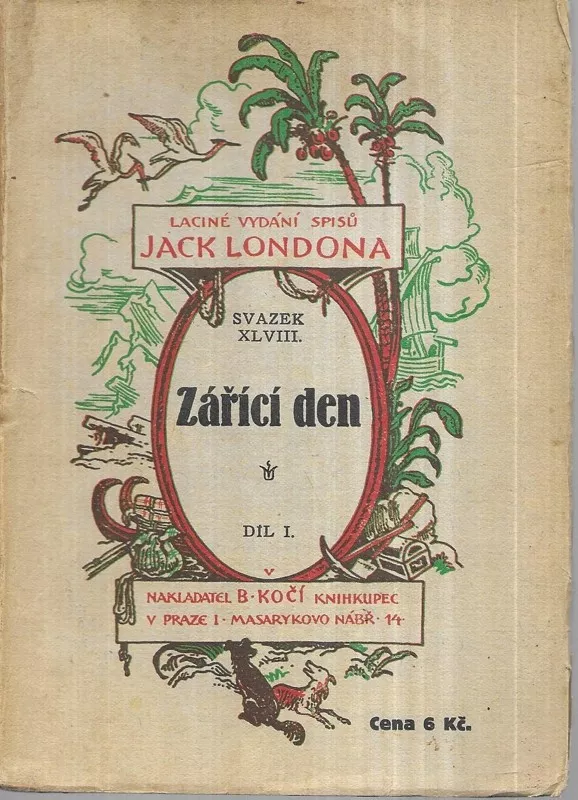 LACINÉ VYDÁNÍ SPISŮ
JACK LONDONA
SVAZEK
XLVIII.
Zářící den
DÍL I.
NAKLADATEL B·KOČÍ KNIHKUPEC
V PRAZE I·MASARYKOVO NÁBŘ·14·
Cena 6 Kč.